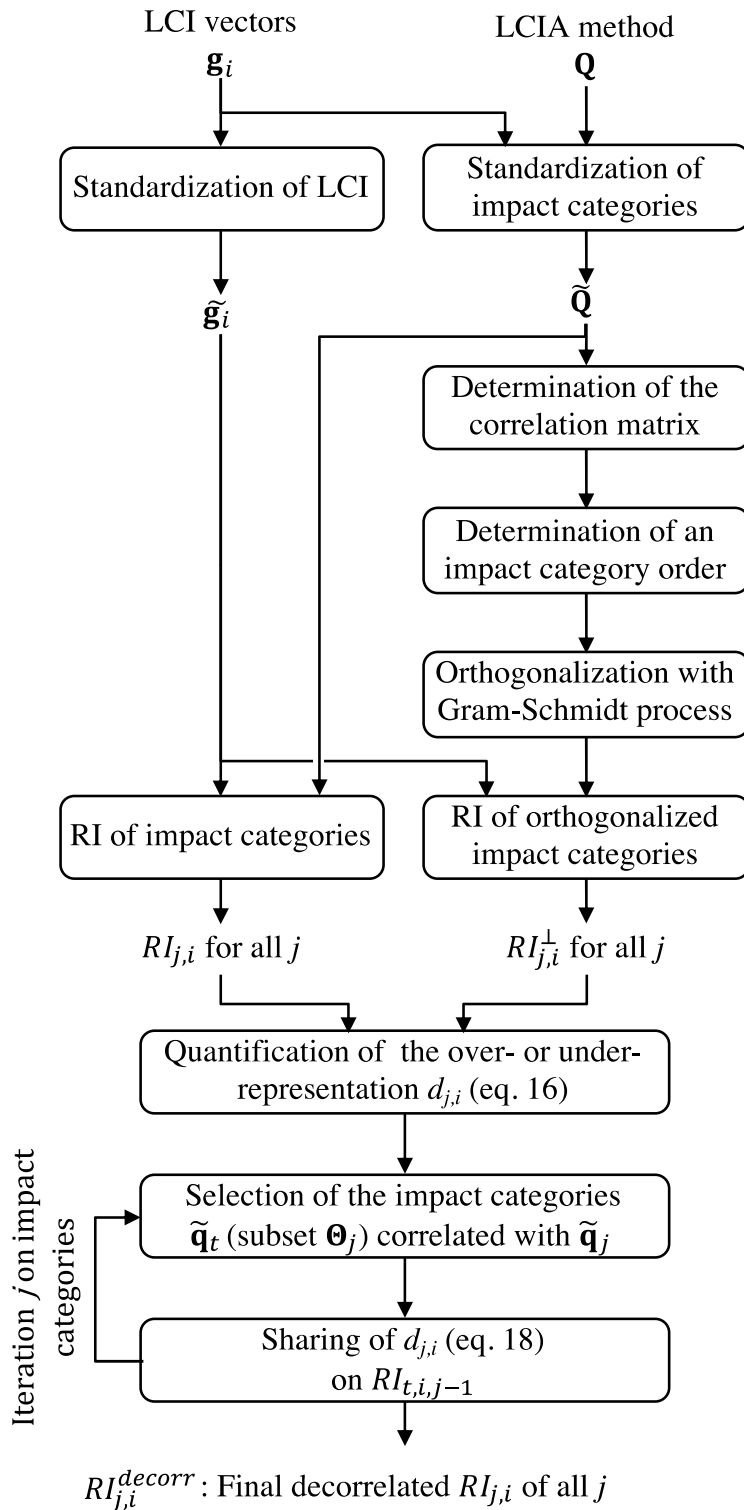 LCI vectors
𝐠ᵢ
LCIA method
𝐐
Standardization of LCI
Standardization of
impact categories
𝐠̃ᵢ
𝐐̃
Determination of the
correlation matrix
Determination of an
impact category order
Orthogonalization with
Gram-Schmidt process
RI of impact categories
RI of orthogonalized
impact categories
RI_{j,i} for all j
RI^⊥_{j,i} for all j
Quantification of the over- or under-
representation d_{j,i} (eq. 16)
Selection of the impact categories
𝐪̃_t (subset 𝚯_j) correlated with 𝐪̃_j
Iteration j on impact
categories
Sharing of d_{j,i} (eq. 18)
on RI_{t,i,j−1}
RI^{decorr}_{j,i}: Final decorrelated RI_{j,i} of all j